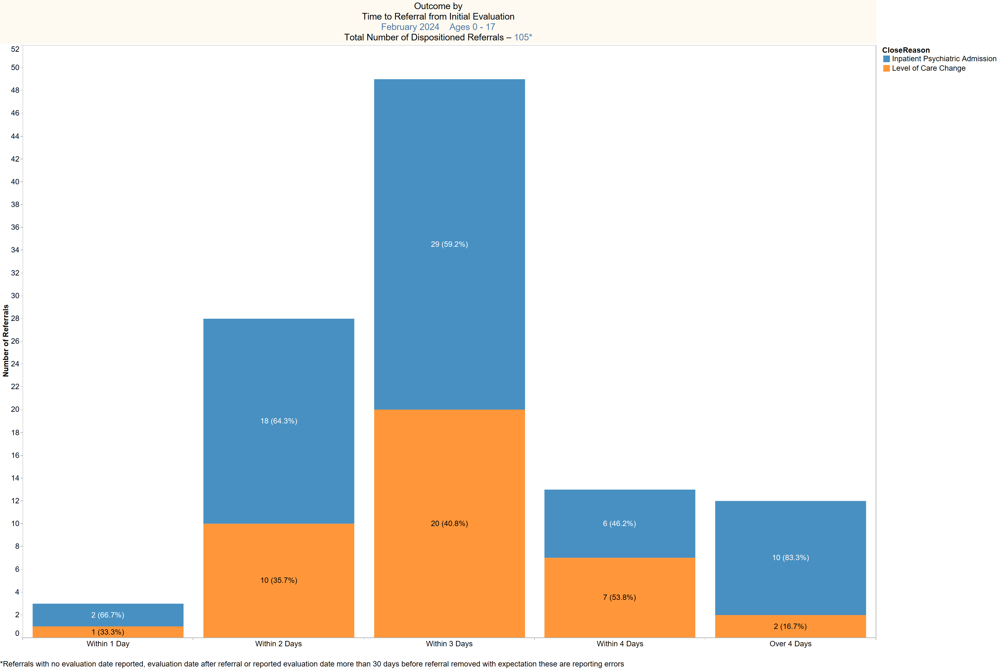 Outcome by
Time to Referral from Initial Evaluation
February 2024 Ages 0 - 17
Total Number of Dispositioned Referrals – 105*
CloseReason
Inpatient Psychiatric Admission
Level of Care Change
Number of Referrals
52
50
48
46
44
42
40
38
36
34
32
30
28
26
24
22
20
18
16
14
12
10
8
6
4
2
0
2 (66.7%)
1 (33.3%)
18 (64.3%)
10 (35.7%)
29 (59.2%)
20 (40.8%)
6 (46.2%)
7 (53.8%)
10 (83.3%)
2 (16.7%)
Within 1 Day
Within 2 Days
Within 3 Days
Within 4 Days
Over 4 Days
*Referrals with no evaluation date reported, evaluation date after referral or reported evaluation date more than 30 days before referral removed with expectation these are reporting errors